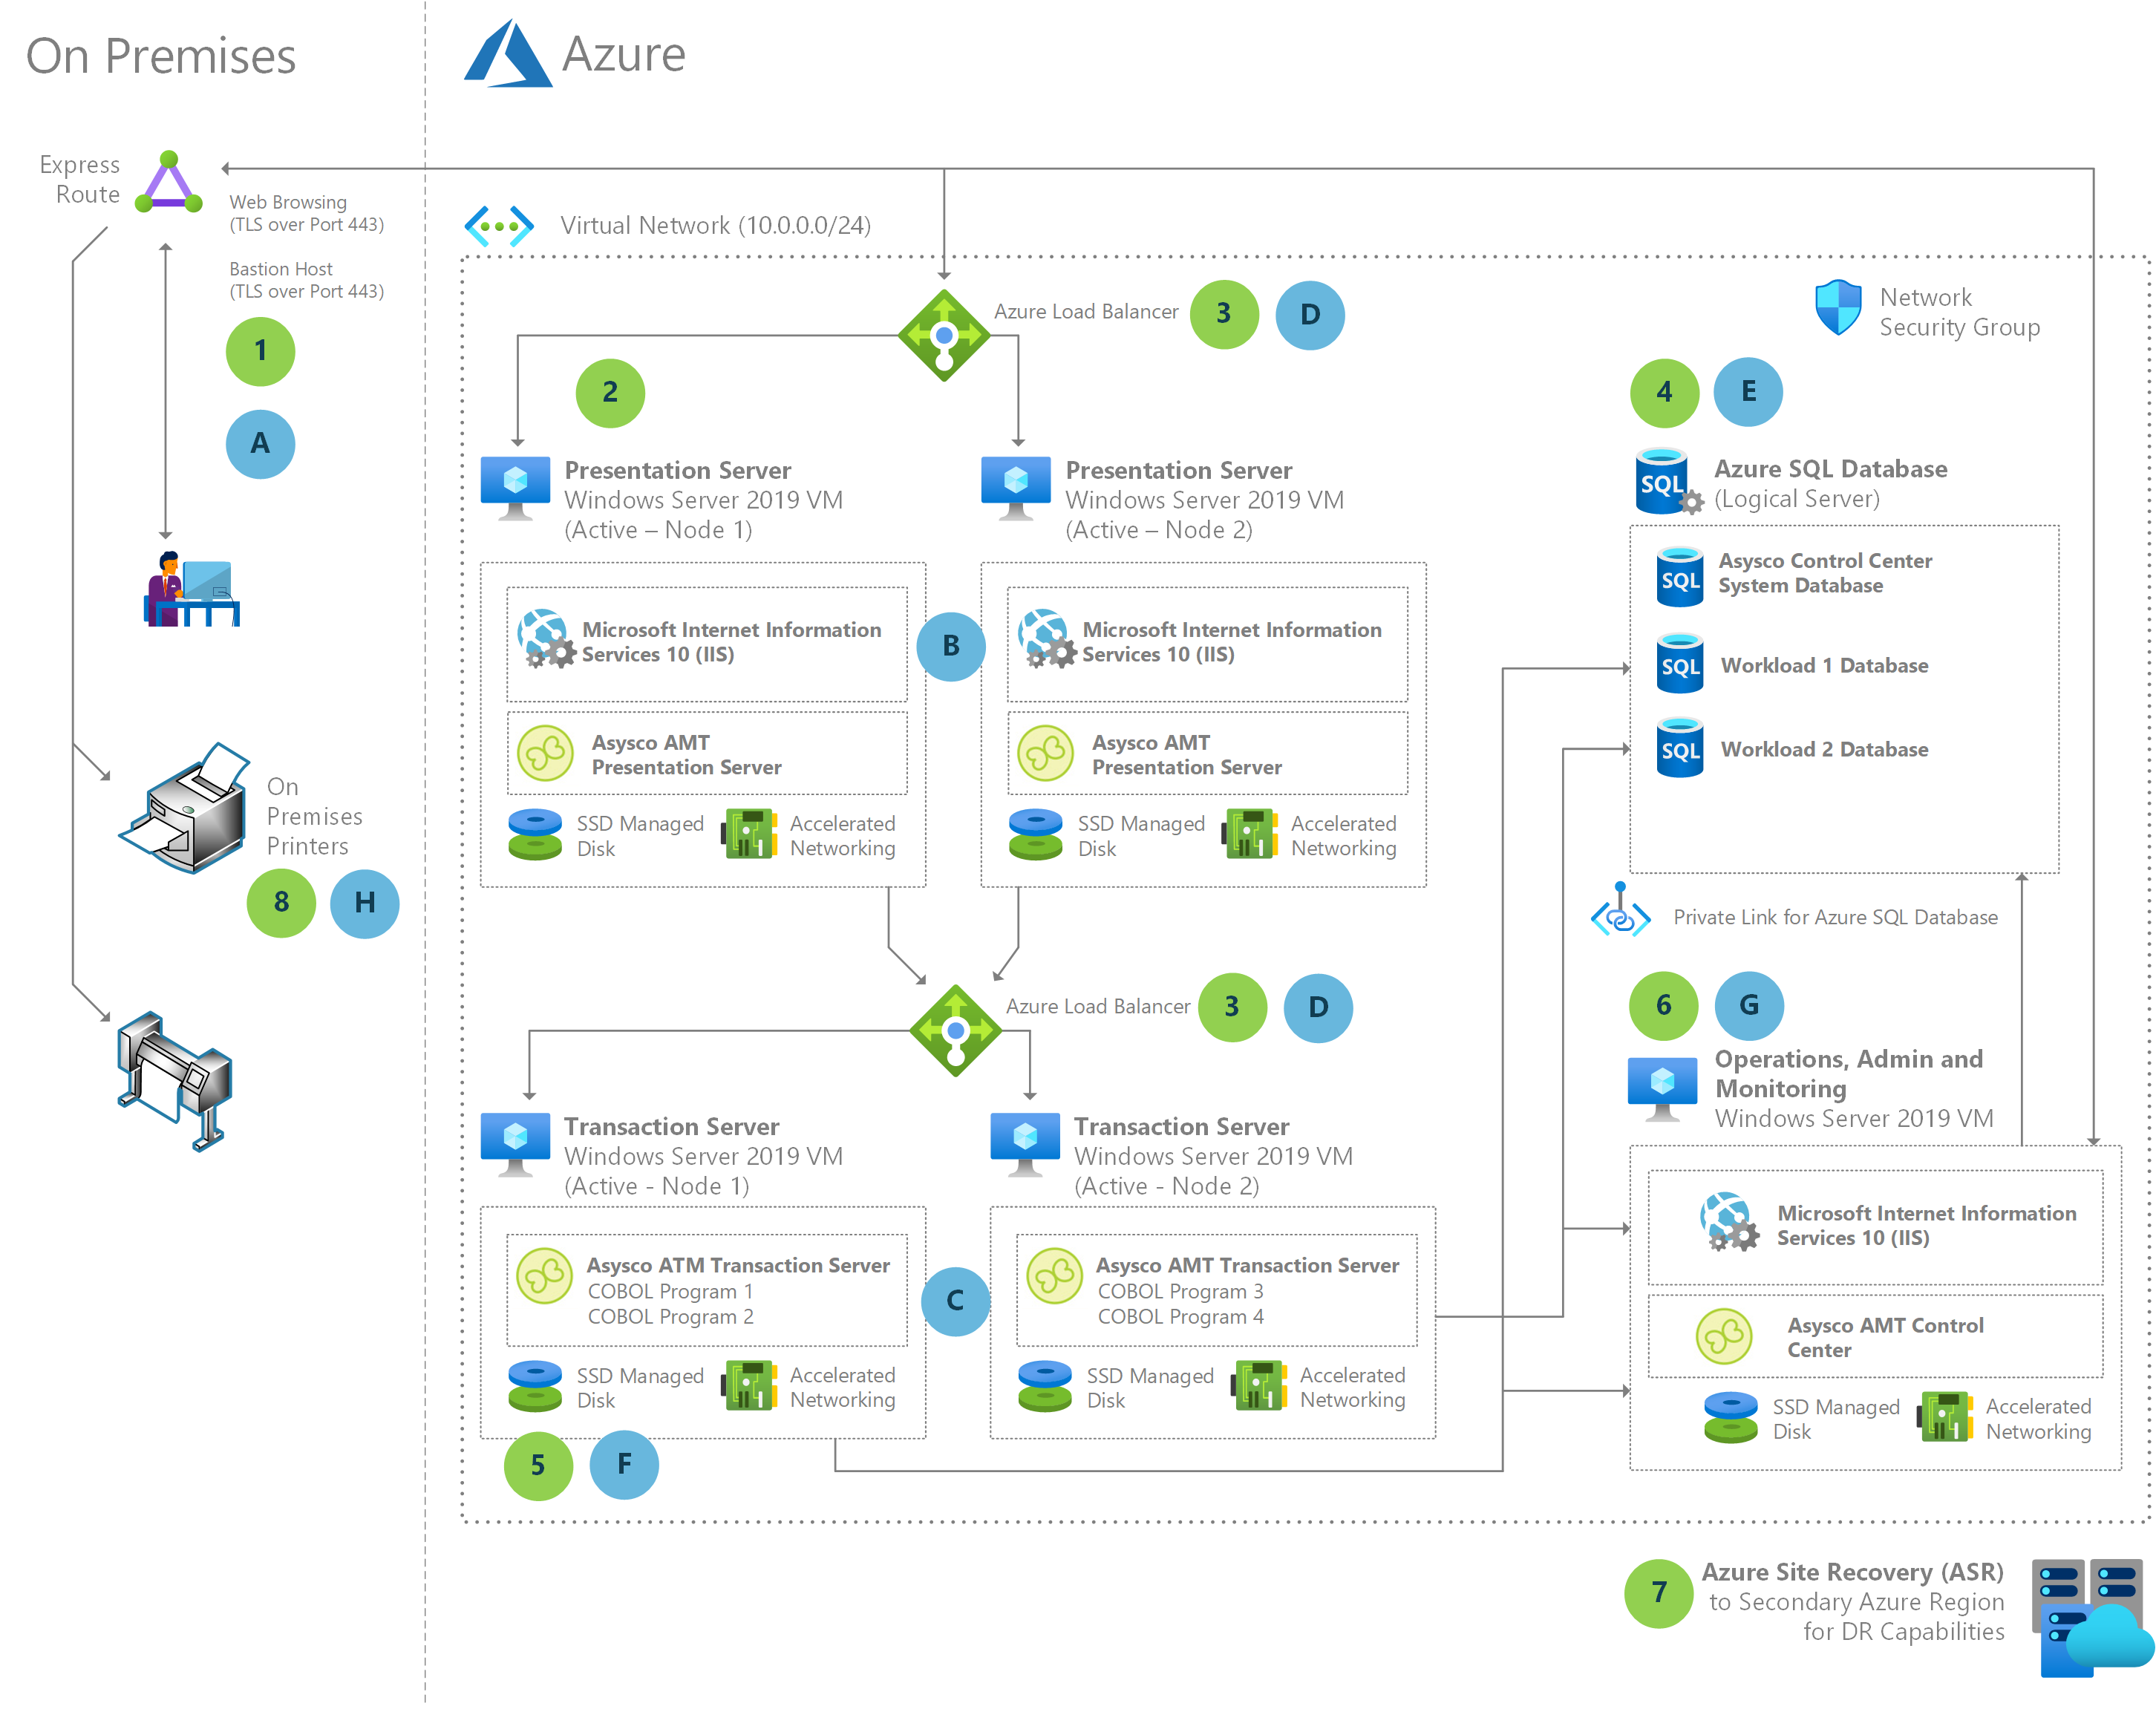 On Premises
Azure
Express
Route
Web Browsing
(TLS over Port 443)
Bastion Host
(TLS over Port 443)
1
A
Virtual Network (10.0.0.0/24)
Azure Load Balancer
3
D
Network
Security Group
2
4
E
Presentation Server
Windows Server 2019 VM
(Active – Node 1)
Presentation Server
Windows Server 2019 VM
(Active – Node 2)
SQL
Azure SQL Database
(Logical Server)
Microsoft Internet Information
Services 10 (IIS)
B
Microsoft Internet Information
Services 10 (IIS)
SQL
Asysco Control Center
System Database
SQL
Workload 1 Database
SQL
Workload 2 Database
Asysco AMT
Presentation Server
Asysco AMT
Presentation Server
SSD Managed
Disk
Accelerated
Networking
SSD Managed
Disk
Accelerated
Networking
On
Premises
Printers
8
H
Private Link for Azure SQL Database
Azure Load Balancer
3
D
6
G
Operations, Admin and
Monitoring
Windows Server 2019 VM
Transaction Server
Windows Server 2019 VM
(Active - Node 1)
Transaction Server
Windows Server 2019 VM
(Active - Node 2)
Asysco ATM Transaction Server
COBOL Program 1
COBOL Program 2
C
Asysco AMT Transaction Server
COBOL Program 3
COBOL Program 4
Microsoft Internet Information
Services 10 (IIS)
Asysco AMT Control
Center
SSD Managed
Disk
Accelerated
Networking
SSD Managed
Disk
Accelerated
Networking
SSD Managed
Disk
Accelerated
Networking
5
F
7
Azure Site Recovery (ASR)
to Secondary Azure Region
for DR Capabilities